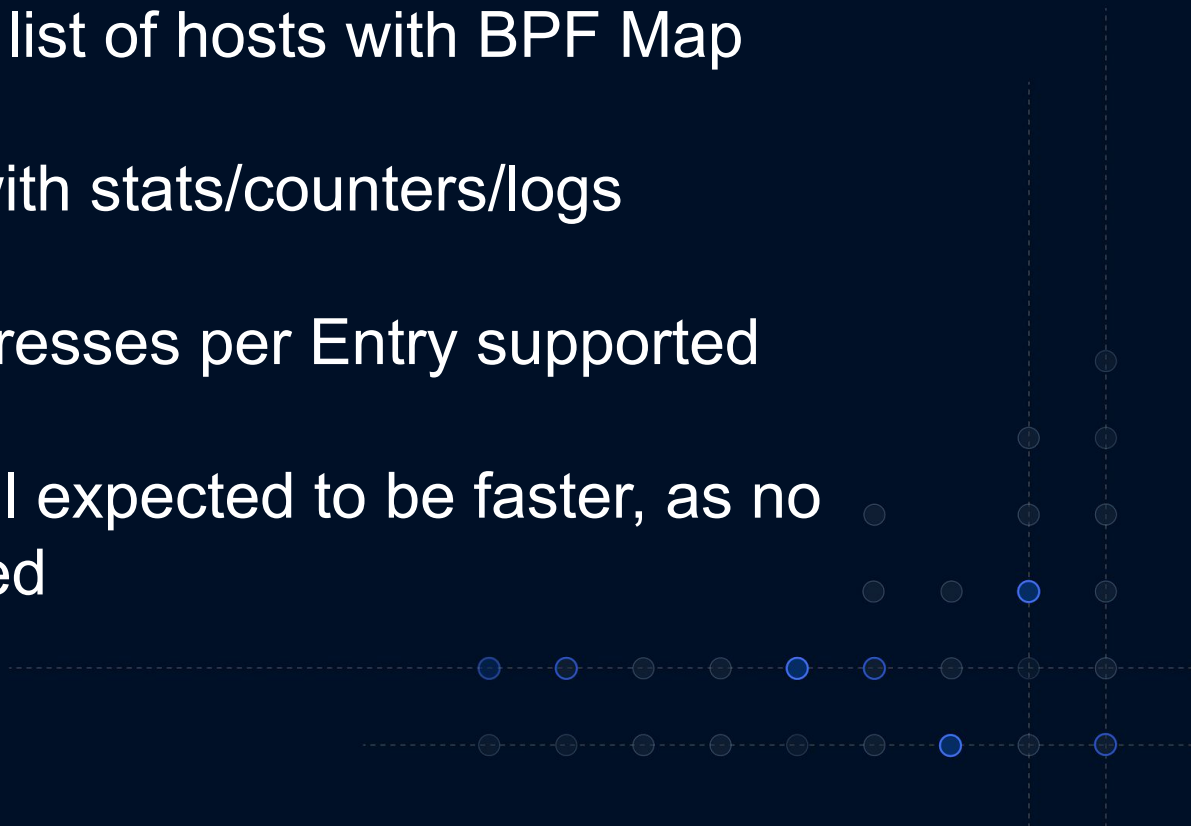 list of hosts with BPF Map
with stats/counters/logs
resses per Entry supported
expected to be faster, as no
ed